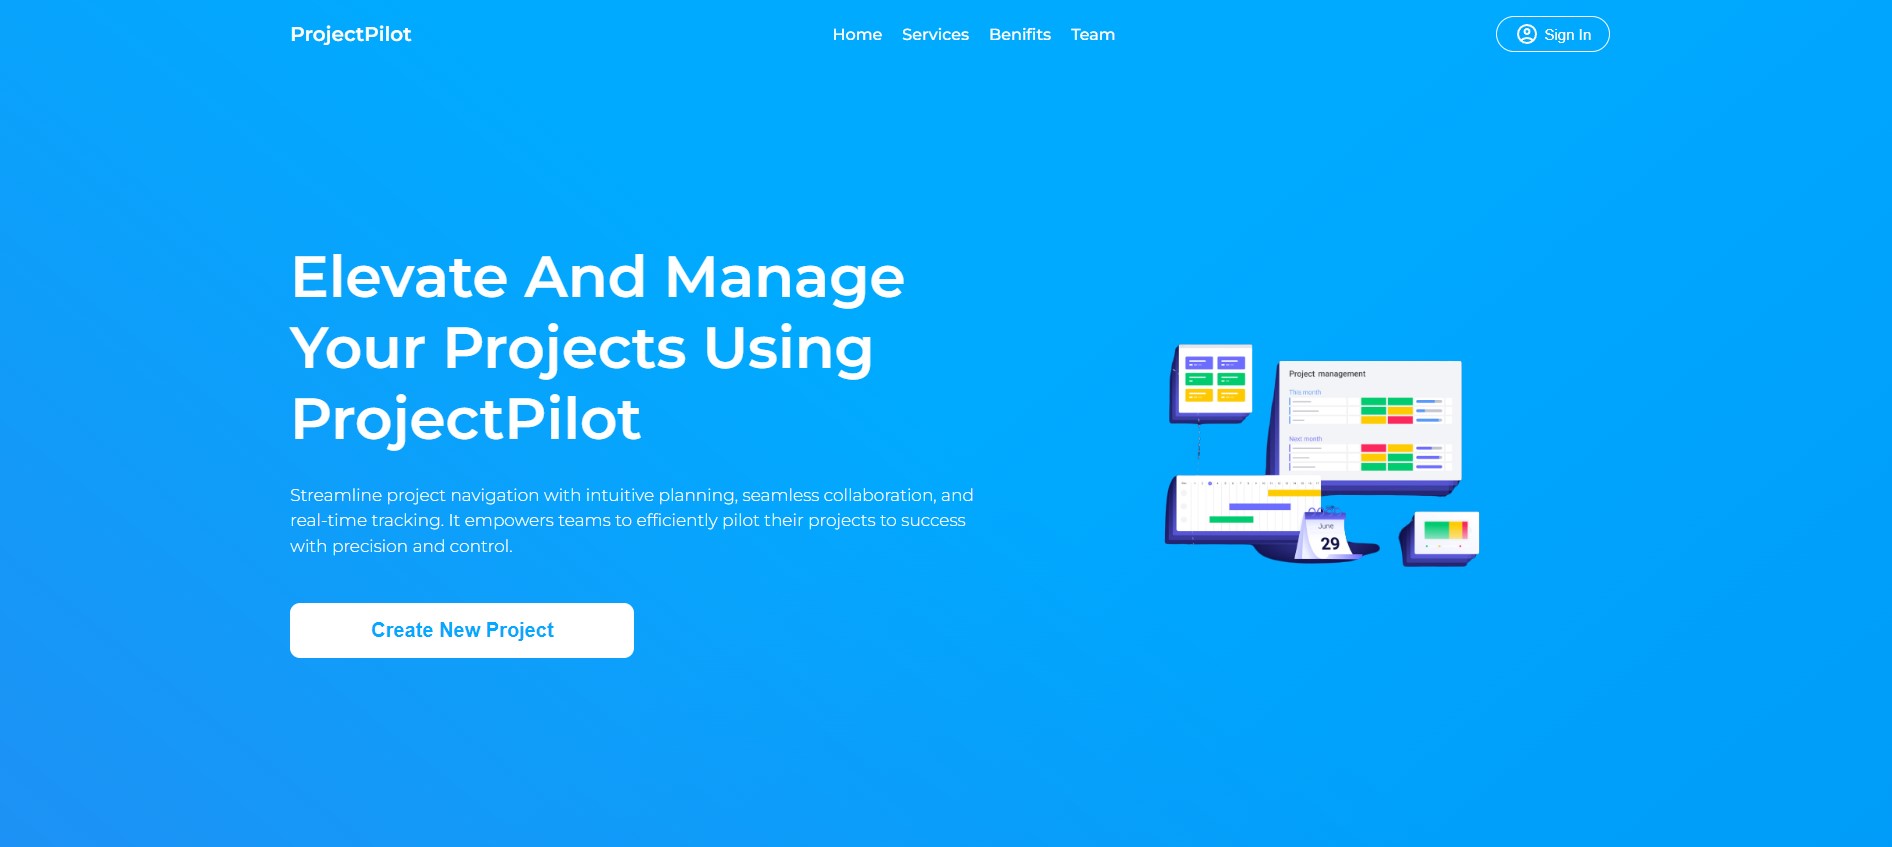 ProjectPilot
Home Services Benifits Team
Sign In
Elevate And Manage
Your Projects Using
ProjectPilot
Streamline project navigation with intuitive planning, seamless collaboration, and
real-time tracking. It empowers teams to efficiently pilot their projects to success
with precision and control.
Create New Project
Project management
This month
Next month
June
29